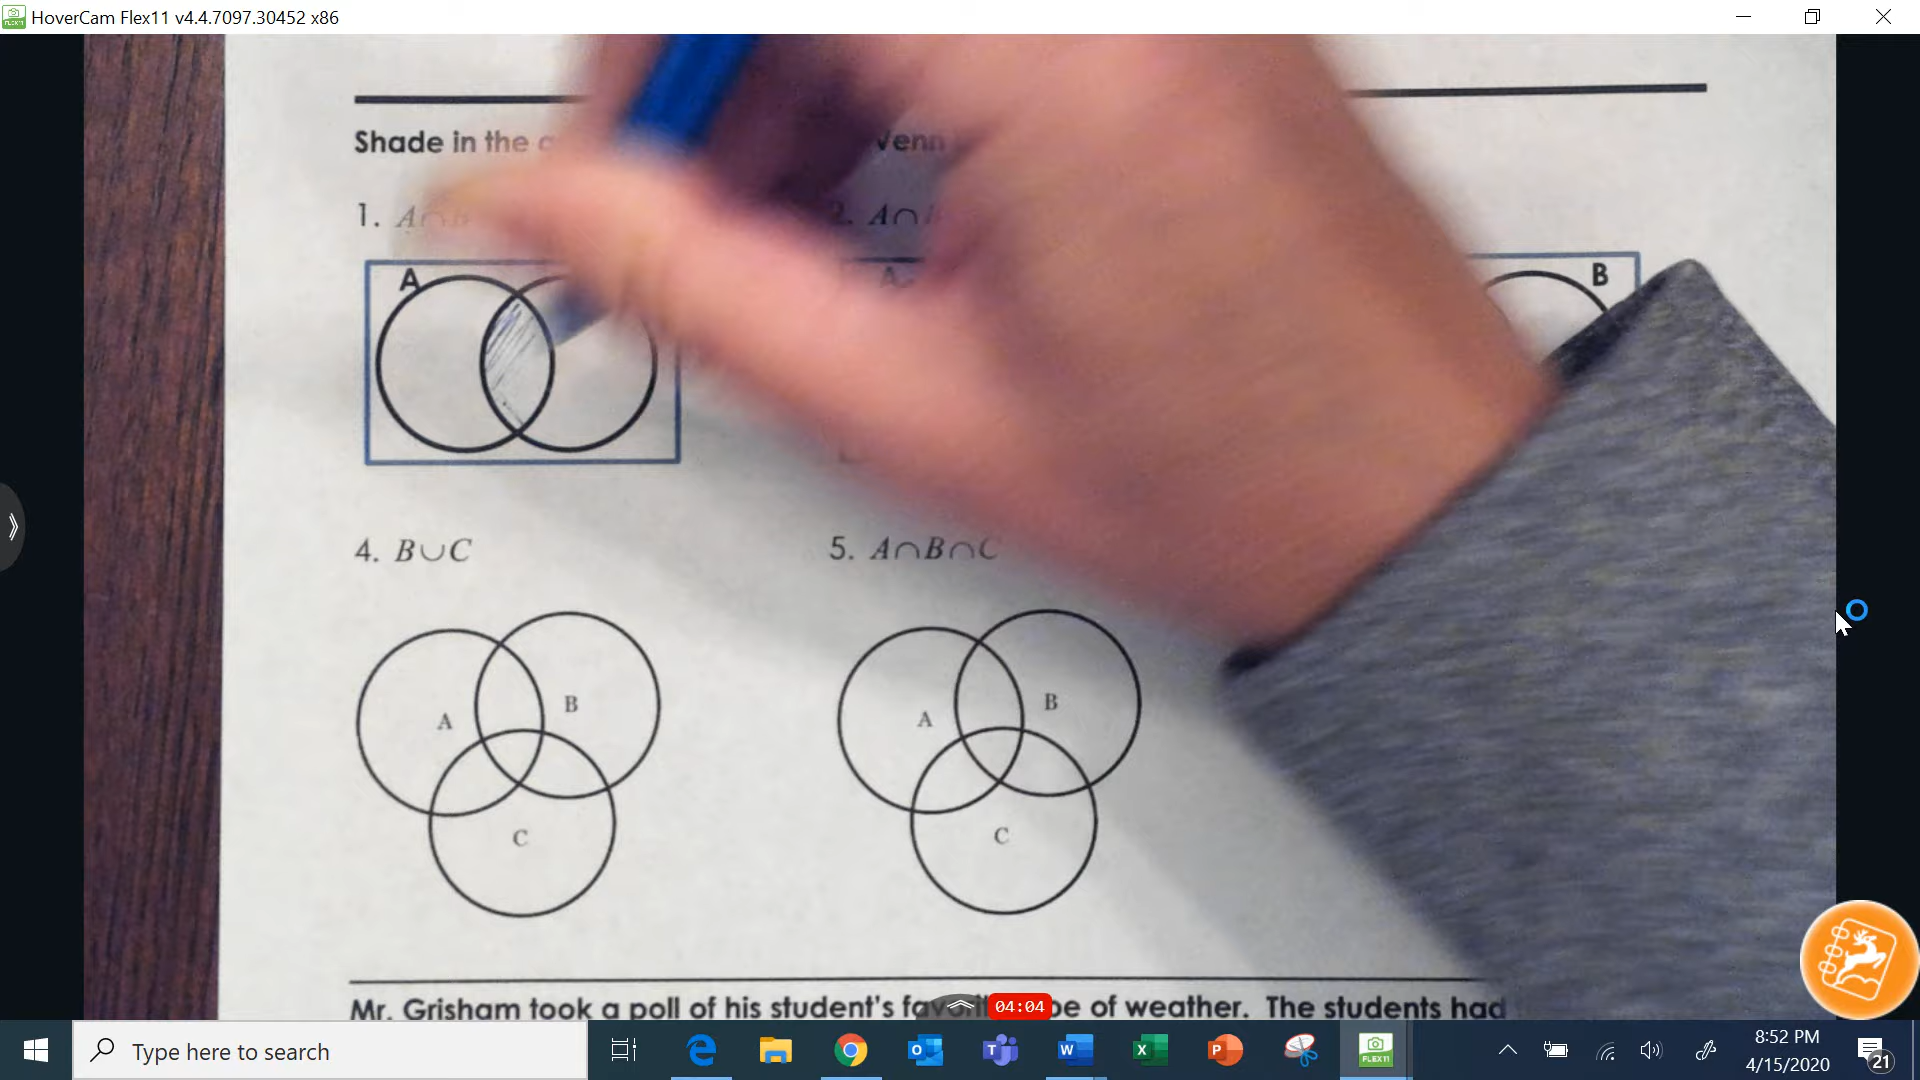 HoverCam Flex11 v4.4.7097.30452 x86
Shade in the
Venn
1. A∩B
2. A∩
A
A
B
4. B∪C
5. A∩B∩C
A
B
C
A
B
C
Mr. Grisham took a poll of his student's of weather. The students had
04:04
Type here to search
FLEX11
8:52 PM
4/15/2020
21